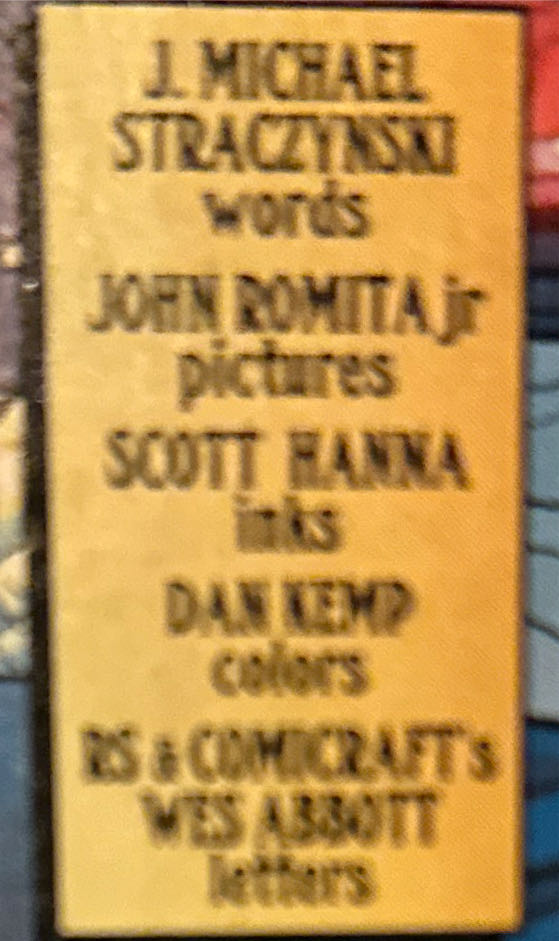 J. MICHAEL
STRACZYNSKI
words
JOHN ROMITA jr
pictures
SCOTT HANNA
inks
DAN KEMP
colors
RS & COMICRAFT's
WES ABBOTT
letters